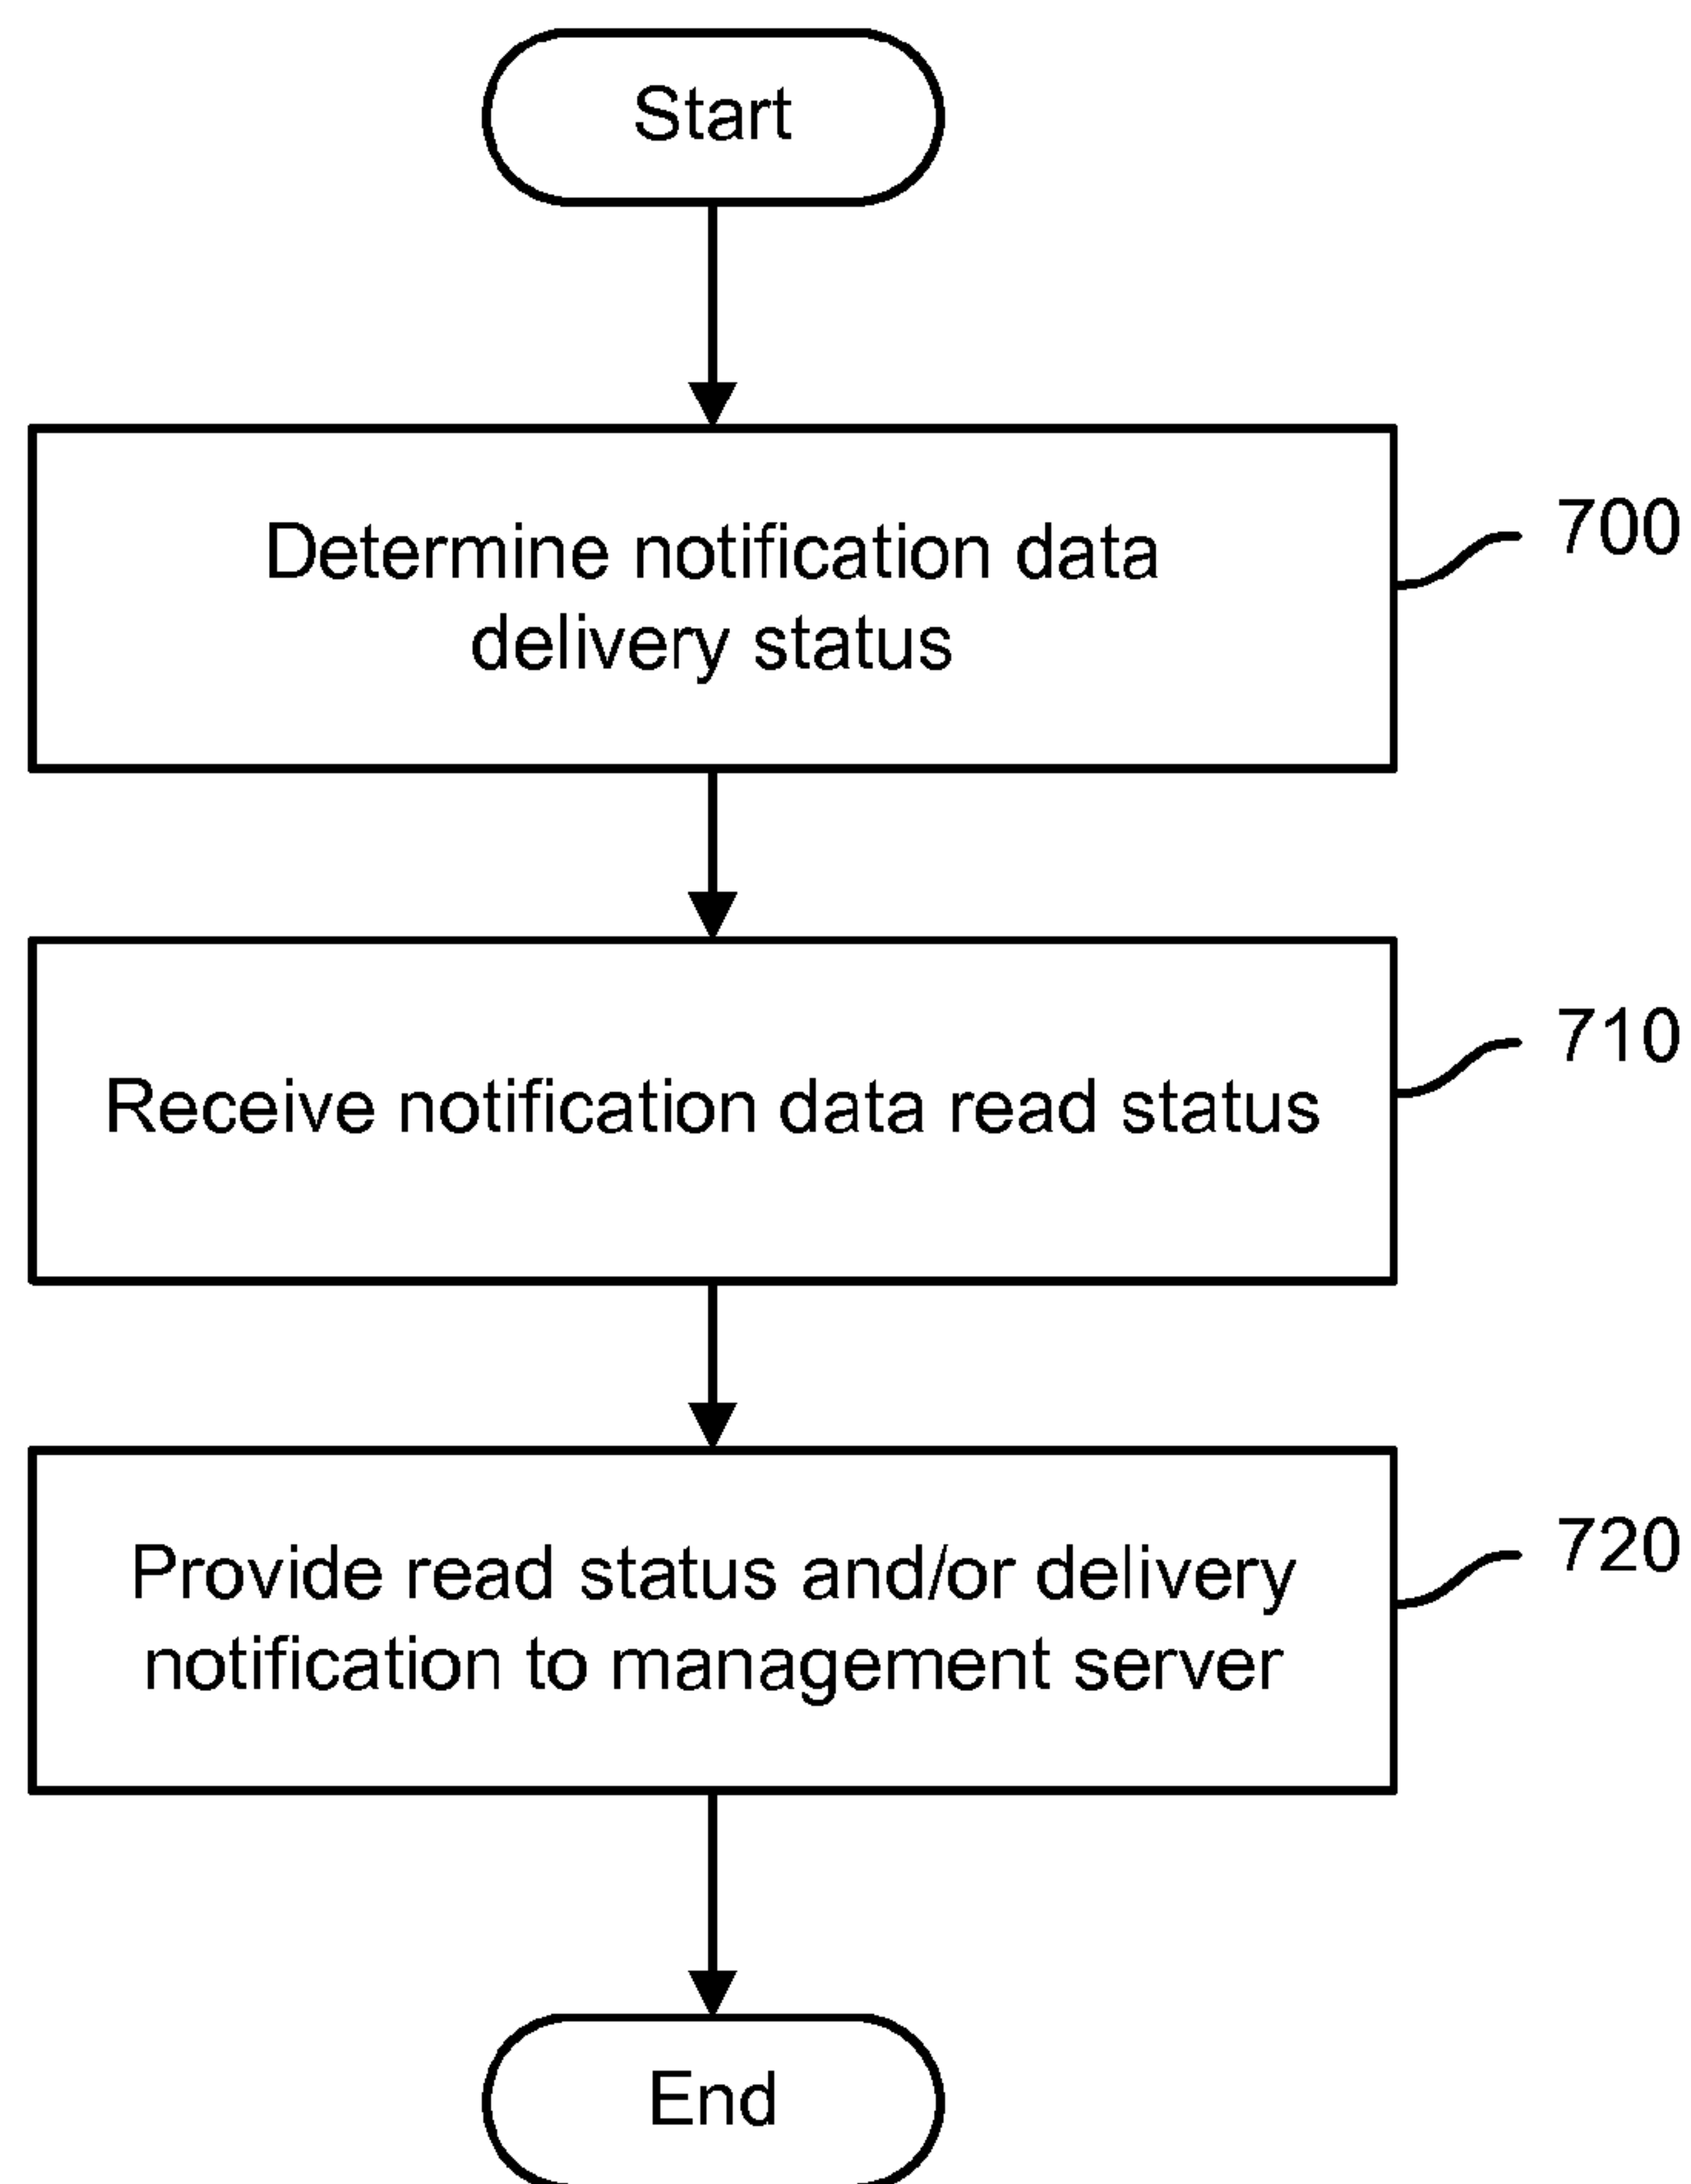 Start
Determine notification data
delivery status
700
Receive notification data read status
710
Provide read status and/or delivery
notification to management server
720
End